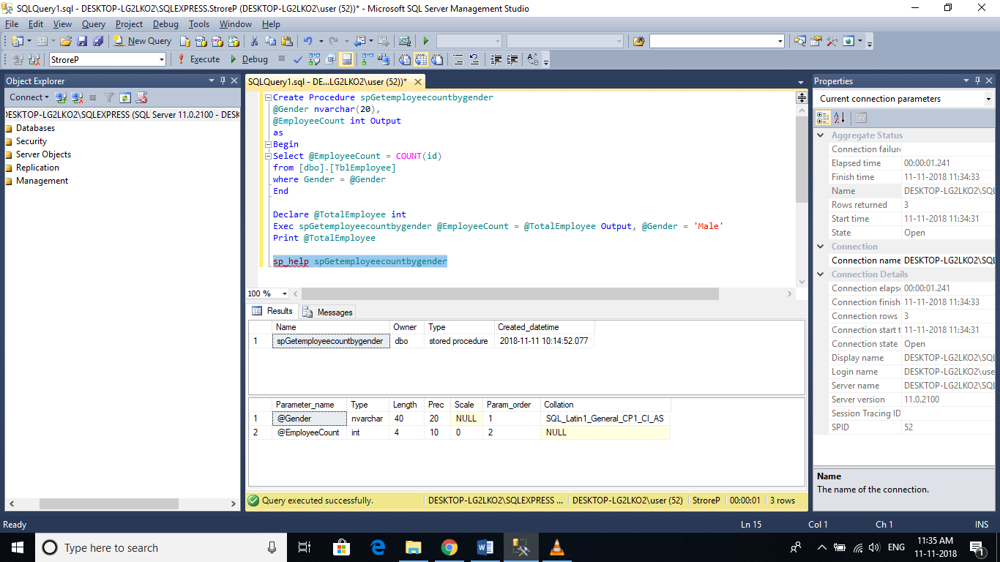 SQLQuery1.sql - DESKTOP-LG2LKO2\SQLEXPRESS.StroreP (DESKTOP-LG2LKO2\user (52))* - Microsoft SQL Server Management Studio
File Edit View Query Project Debug Tools Window Help
New Query
StroreP Execute Debug
Object Explorer
Connect
DESKTOP-LG2LKO2\SQLEXPRESS (SQL Server 11.0.2100 - DESK
Databases
Security
Server Objects
Replication
Management
SQLQuery1.sql - DE...LG2LKO2\user (52))*
Create Procedure spGetemployeecountbygender
@Gender nvarchar(20),
@EmployeeCount int Output
as
Begin
Select @EmployeeCount = COUNT(id)
from [dbo].[TblEmployee]
where Gender = @Gender
End
Declare @TotalEmployee int
Exec spGetemployeecountbygender @EmployeeCount = @TotalEmployee Output, @Gender = 'Male'
Print @TotalEmployee
sp_help spGetemployeecountbygender
100 %
Results Messages
Name Owner Type Created_datetime
1 spGetemployeecountbygender dbo stored procedure 2018-11-11 10:14:52.077
Parameter_name Type Length Prec Scale Param_order Collation
1 @Gender nvarchar 40 20 NULL 1 SQL_Latin1_General_CP1_CI_AS
2 @EmployeeCount int 4 10 0 2 NULL
Query executed successfully. DESKTOP-LG2LKO2\SQLEXPRESS ... DESKTOP-LG2LKO2\user (52) StroreP 00:00:01 3 rows
Properties
Current connection parameters
Aggregate Status
Connection failure
Elapsed time 00:00:01.241
Finish time 11-11-2018 11:34:33
Name DESKTOP-LG2LKO2\SQL
Rows returned 3
Start time 11-11-2018 11:34:31
State Open
Connection
Connection name DESKTOP-LG2LKO2\SQL
Connection Details
Connection elapse 00:00:01.241
Connection finish 11-11-2018 11:34:33
Connection rows 3
Connection start t 11-11-2018 11:34:31
Connection state Open
Display name DESKTOP-LG2LKO2\SQL
Login name DESKTOP-LG2LKO2\use
Server name DESKTOP-LG2LKO2\SQL
Server version 11.0.2100
Session Tracing ID
SPID 52
Name
The name of the connection.
Ready Ln 15 Col 1 Ch 1 INS
Type here to search
ENG
11:35 AM
11-11-2018
1